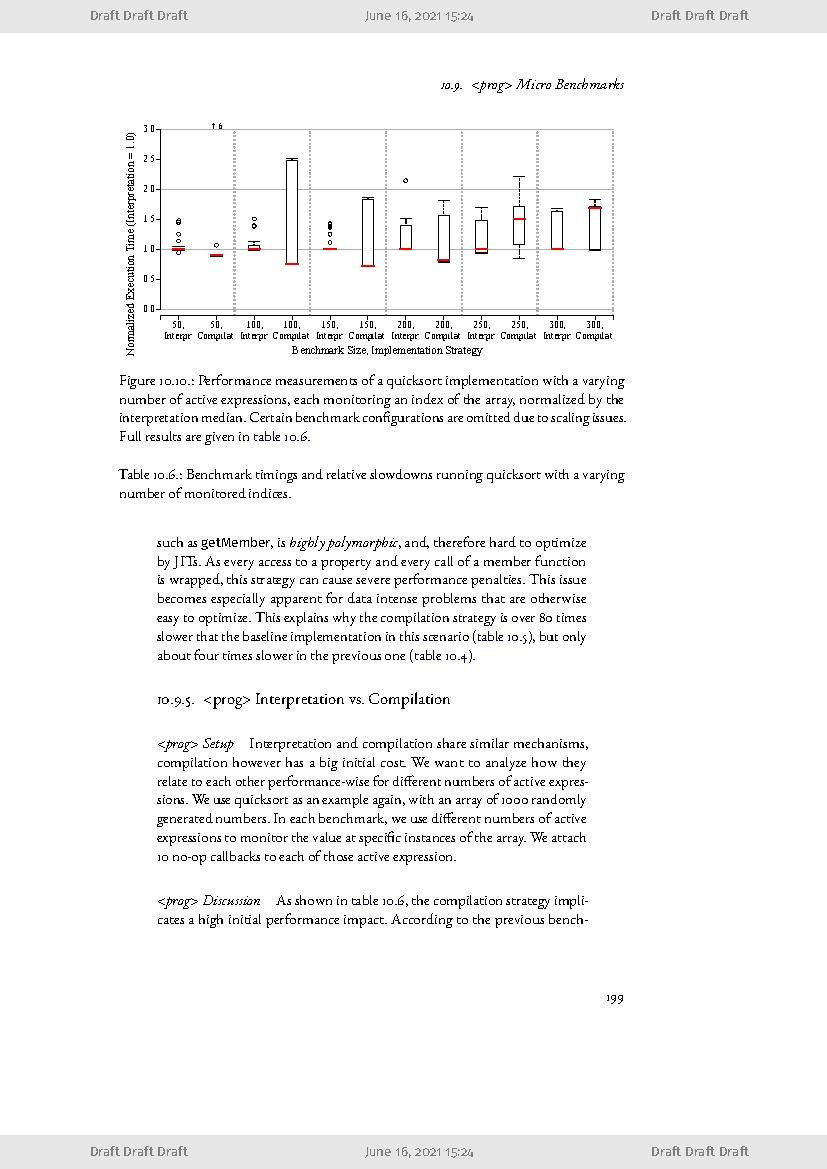 Draft Draft Draft June 16, 2021 15:24 Draft Draft Draft
10.9. <prog> Micro Benchmarks
↑ 6
3.0
2.5
2.0
1.5
1.0
0.5
0.0
Normalized Execution Time (Interpretation = 1.0)
50, 50, 100, 100, 150, 150, 200, 200, 250, 250, 300, 300,
Interpr Compilat Interpr Compilat Interpr Compilat Interpr Compilat Interpr Compilat Interpr Compilat
Benchmark Size, Implementation Strategy
Figure 10.10.: Performance measurements of a quicksort implementation with a varying
number of active expressions, each monitoring an index of the array, normalized by the
interpretation median. Certain benchmark configurations are omitted due to scaling issues.
Full results are given in table 10.6.
Table 10.6.: Benchmark timings and relative slowdowns running quicksort with a varying
number of monitored indices.
such as getMember, is highly polymorphic, and, therefore hard to optimize
by JITs. As every access to a property and every call of a member function
is wrapped, this strategy can cause severe performance penalties. This issue
becomes especially apparent for data intense problems that are otherwise
easy to optimize. This explains why the compilation strategy is over 80 times
slower that the baseline implementation in this scenario (table 10.5), but only
about four times slower in the previous one (table 10.4).
10.9.5. <prog> Interpretation vs. Compilation
<prog> Setup Interpretation and compilation share similar mechanisms,
compilation however has a big initial cost. We want to analyze how they
relate to each other performance-wise for different numbers of active expres-
sions. We use quicksort as an example again, with an array of 1000 randomly
generated numbers. In each benchmark, we use different numbers of active
expressions to monitor the value at specific instances of the array. We attach
10 no-op callbacks to each of those active expression.
<prog> Discussion As shown in table 10.6, the compilation strategy impli-
cates a high initial performance impact. According to the previous bench-
199
Draft Draft Draft June 16, 2021 15:24 Draft Draft Draft